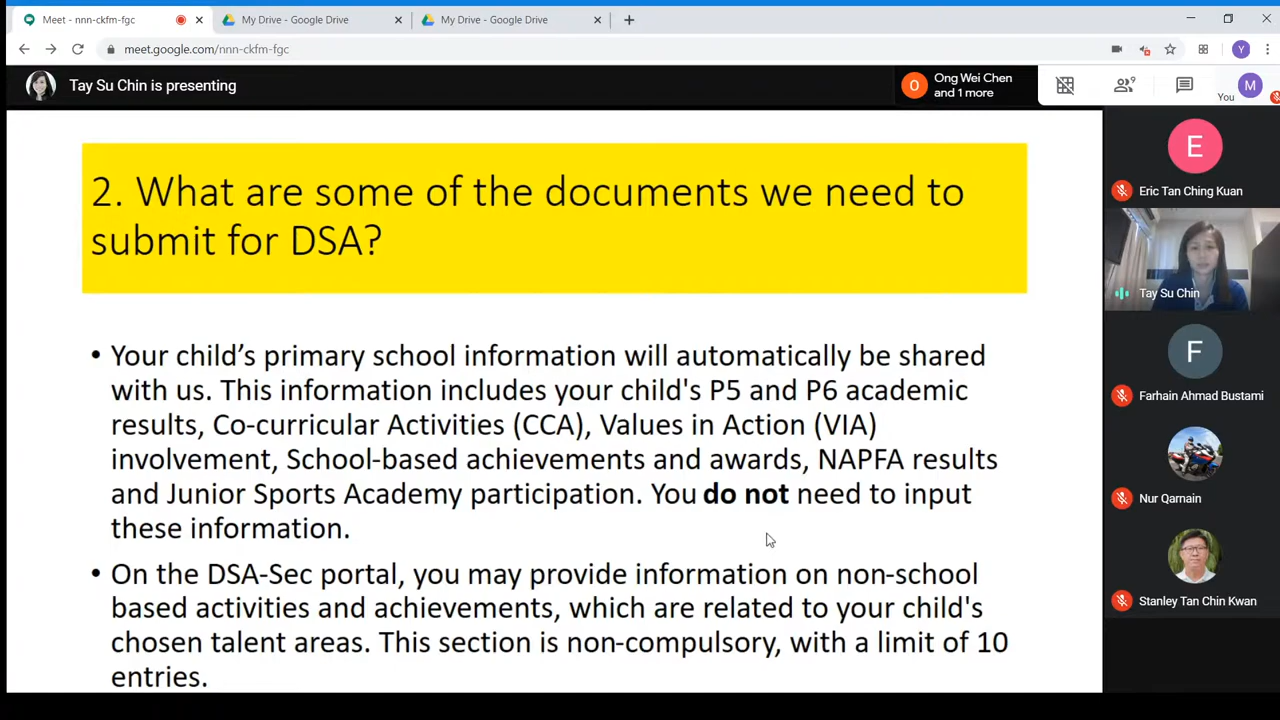 Meet - nnn-ckfm-fgc
My Drive - Google Drive
My Drive - Google Drive
meet.google.com/nnn-ckfm-fgc
Y
Tay Su Chin is presenting
O
Ong Wei Chen
and 1 more
9
You
M
2. What are some of the documents we need to
submit for DSA?
• Your child’s primary school information will automatically be shared
with us. This information includes your child's P5 and P6 academic
results, Co-curricular Activities (CCA), Values in Action (VIA)
involvement, School-based achievements and awards, NAPFA results
and Junior Sports Academy participation. You do not need to input
these information.
• On the DSA-Sec portal, you may provide information on non-school
based activities and achievements, which are related to your child's
chosen talent areas. This section is non-compulsory, with a limit of 10
entries.
E
Eric Tan Ching Kuan
Tay Su Chin
F
Farhain Ahmad Bustami
Nur Qarnain
Stanley Tan Chin Kwan